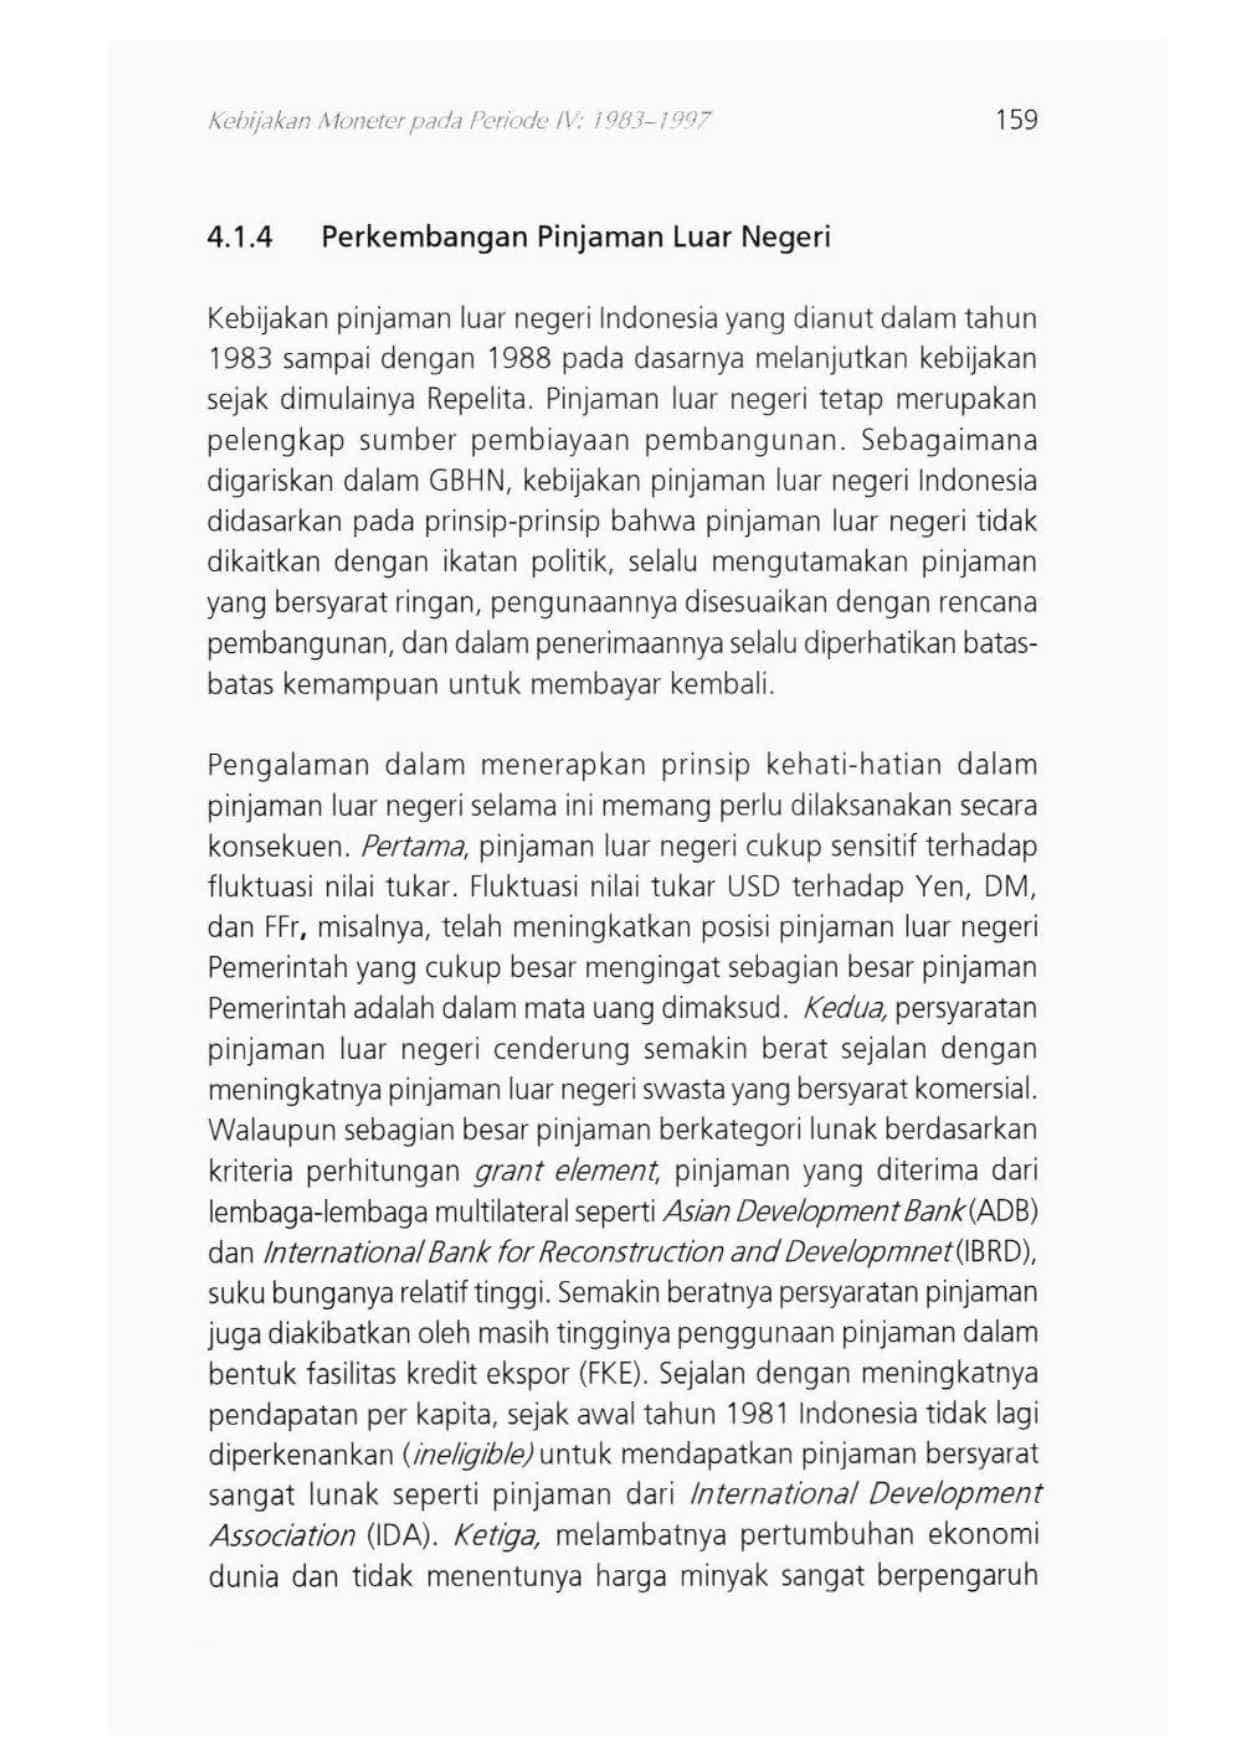 Kebijakan Moneter pada Periode IV: 1983–1997 159
4.1.4 Perkembangan Pinjaman Luar Negeri
Kebijakan pinjaman luar negeri Indonesia yang dianut dalam tahun
1983 sampai dengan 1988 pada dasarnya melanjutkan kebijakan
sejak dimulainya Repelita. Pinjaman luar negeri tetap merupakan
pelengkap sumber pembiayaan pembangunan. Sebagaimana
digariskan dalam GBHN, kebijakan pinjaman luar negeri Indonesia
didasarkan pada prinsip-prinsip bahwa pinjaman luar negeri tidak
dikaitkan dengan ikatan politik, selalu mengutamakan pinjaman
yang bersyarat ringan, pengunaannya disesuaikan dengan rencana
pembangunan, dan dalam penerimaannya selalu diperhatikan batas-
batas kemampuan untuk membayar kembali.
Pengalaman dalam menerapkan prinsip kehati-hatian dalam
pinjaman luar negeri selama ini memang perlu dilaksanakan secara
konsekuen. Pertama, pinjaman luar negeri cukup sensitif terhadap
fluktuasi nilai tukar. Fluktuasi nilai tukar USD terhadap Yen, DM,
dan FFr, misalnya, telah meningkatkan posisi pinjaman luar negeri
Pemerintah yang cukup besar mengingat sebagian besar pinjaman
Pemerintah adalah dalam mata uang dimaksud. Kedua, persyaratan
pinjaman luar negeri cenderung semakin berat sejalan dengan
meningkatnya pinjaman luar negeri swasta yang bersyarat komersial.
Walaupun sebagian besar pinjaman berkategori lunak berdasarkan
kriteria perhitungan grant element, pinjaman yang diterima dari
lembaga-lembaga multilateral seperti Asian Development Bank (ADB)
dan International Bank for Reconstruction and Developmnet (IBRD),
suku bunganya relatif tinggi. Semakin beratnya persyaratan pinjaman
juga diakibatkan oleh masih tingginya penggunaan pinjaman dalam
bentuk fasilitas kredit ekspor (FKE). Sejalan dengan meningkatnya
pendapatan per kapita, sejak awal tahun 1981 Indonesia tidak lagi
diperkenankan (ineligible) untuk mendapatkan pinjaman bersyarat
sangat lunak seperti pinjaman dari International Development
Association (IDA). Ketiga, melambatnya pertumbuhan ekonomi
dunia dan tidak menentunya harga minyak sangat berpengaruh